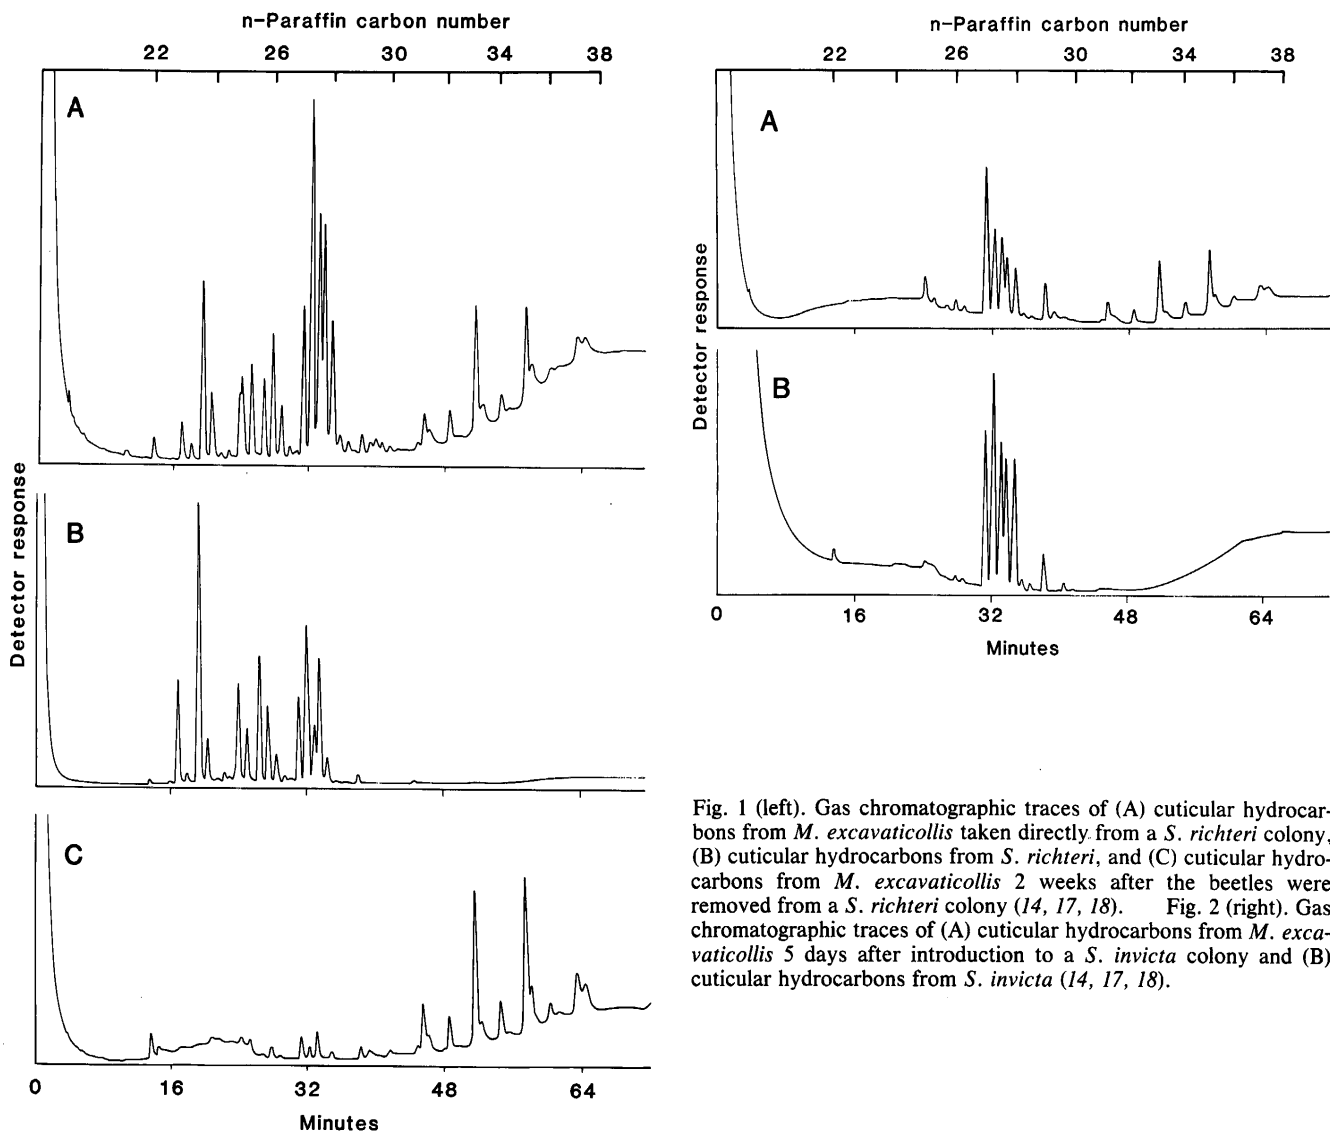 n-Paraffin carbon number
22 26 30 34 38
A
B
C
Detector response
0 16 32 48 64
Minutes
n-Paraffin carbon number
22 26 30 34 38
A
B
Detector response
0 16 32 48 64
Minutes
Fig. 1 (left). Gas chromatographic traces of (A) cuticular hydrocar-
bons from M. excavaticollis taken directly from a S. richteri colony,
(B) cuticular hydrocarbons from S. richteri, and (C) cuticular hydro-
carbons from M. excavaticollis 2 weeks after the beetles were
removed from a S. richteri colony (14, 17, 18). Fig. 2 (right). Gas
chromatographic traces of (A) cuticular hydrocarbons from M. exca-
vaticollis 5 days after introduction to a S. invicta colony and (B)
cuticular hydrocarbons from S. invicta (14, 17, 18).